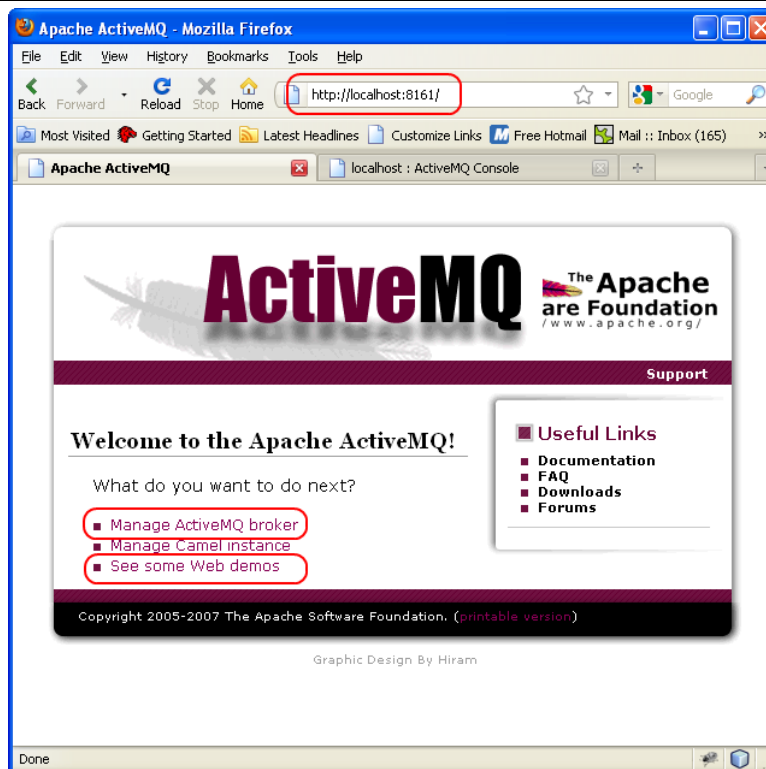 Apache ActiveMQ - Mozilla Firefox
File Edit View History Bookmarks Tools Help
Back Forward Reload Stop Home http://localhost:8161/ Google
Most Visited Getting Started Latest Headlines Customize Links Free Hotmail Mail :: Inbox (165) »
Apache ActiveMQ localhost : ActiveMQ Console
ActiveMQ
The Apache
are Foundation
/www.apache.org/
Support
Welcome to the Apache ActiveMQ!
What do you want to do next?
Manage ActiveMQ broker
Manage Camel instance
See some Web demos
Useful Links
Documentation
FAQ
Downloads
Forums
Copyright 2005-2007 The Apache Software Foundation. (printable version)
Graphic Design By Hiram
Done